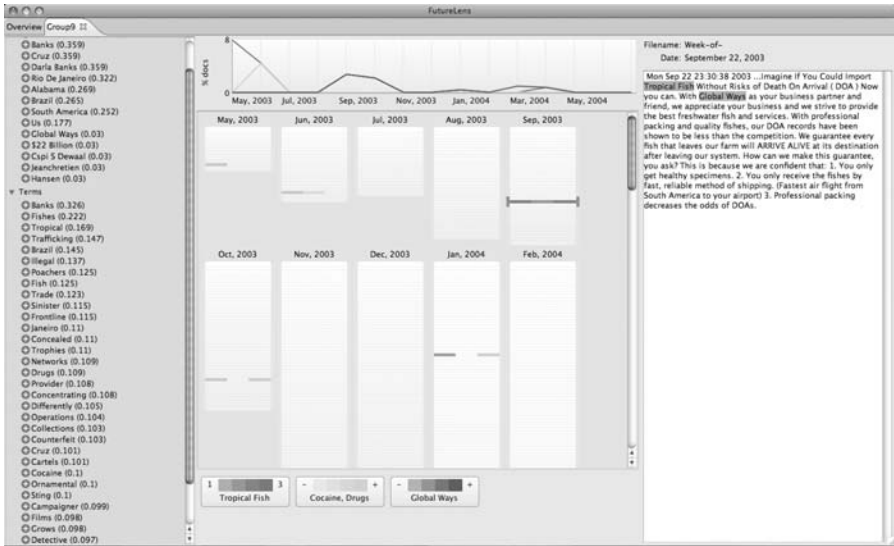 FutureLens
Overview Group9
Banks (0.359)
Cruz (0.359)
Darla Banks (0.359)
Rio De Janeiro (0.322)
Alabama (0.269)
Brazil (0.265)
South America (0.252)
Us (0.177)
Global Ways (0.03)
$22 Billion (0.03)
Cspi S Dewaal (0.03)
Jeanchretien (0.03)
Hansen (0.03)
Terms
Banks (0.326)
Fishes (0.222)
Tropical (0.169)
Trafficking (0.147)
Brazil (0.145)
Illegal (0.137)
Poachers (0.125)
Fish (0.125)
Trade (0.123)
Sinister (0.115)
Frontline (0.115)
Janeiro (0.11)
Concealed (0.11)
Trophies (0.11)
Networks (0.109)
Drugs (0.109)
Provider (0.108)
Concentrating (0.108)
Differently (0.105)
Operations (0.104)
Collections (0.103)
Counterfeit (0.103)
Cruz (0.101)
Cartels (0.101)
Cocaine (0.1)
Ornamental (0.1)
Sting (0.1)
Campaigner (0.099)
Films (0.098)
Grows (0.098)
Detective (0.097)
8
% docs
0
May, 2003 Jul, 2003 Sep, 2003 Nov, 2003 Jan, 2004 Mar, 2004 May, 2004
May, 2003 Jun, 2003 Jul, 2003 Aug, 2003 Sep, 2003
Oct, 2003 Nov, 2003 Dec, 2003 Jan, 2004 Feb, 2004
1 3
Tropical Fish
- +
Cocaine, Drugs
- +
Global Ways
Filename: Week-of-
Date: September 22, 2003
Mon Sep 22 23:30:38 2003 ...Imagine If You Could Import
Tropical Fish Without Risks of Death On Arrival ( DOA ) Now
you can. With Global Ways as your business partner and
friend, we appreciate your business and we strive to provide
the best freshwater fish and services. With professional
packing and quality fishes, our DOA records have been
shown to be less than the competition. We guarantee every
fish that leaves our farm will ARRIVE ALIVE at its destination
after leaving our system. How can we make this guarantee,
you ask? This is because we are confident that: 1. You only
get healthy specimens. 2. You only receive the fishes by
fast, reliable method of shipping. (Fastest air flight from
South America to your airport) 3. Professional packing
decreases the odds of DOAs.